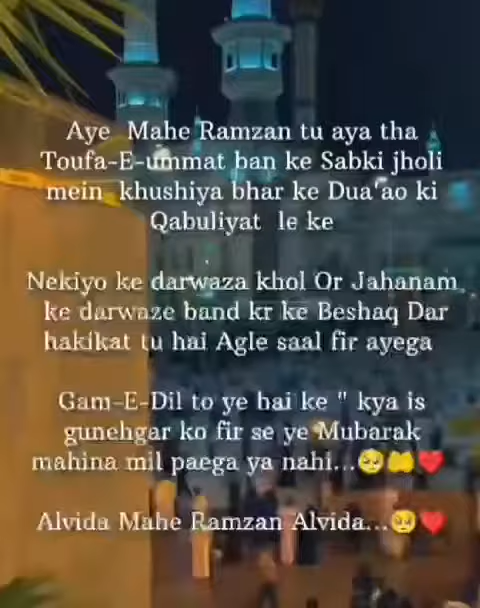 Aye Mahe Ramzan tu aya tha
Toufa-E-ummat ban ke Sabki jholi
mein khushiya bhar ke Dua'ao ki
Qabuliyat le ke
Nekiyo ke darwaza khol Or Jahanam
ke darwaze band kr ke Beshaq Dar
hakikat tu hai Agle saal fir ayega
Gam-E-Dil to ye hai ke " kya is
gunehgar ko fir se ye Mubarak
mahina mil paega ya nahi...🥺🤲❤️
Alvida Mahe Ramzan Alvida...🥺❤️